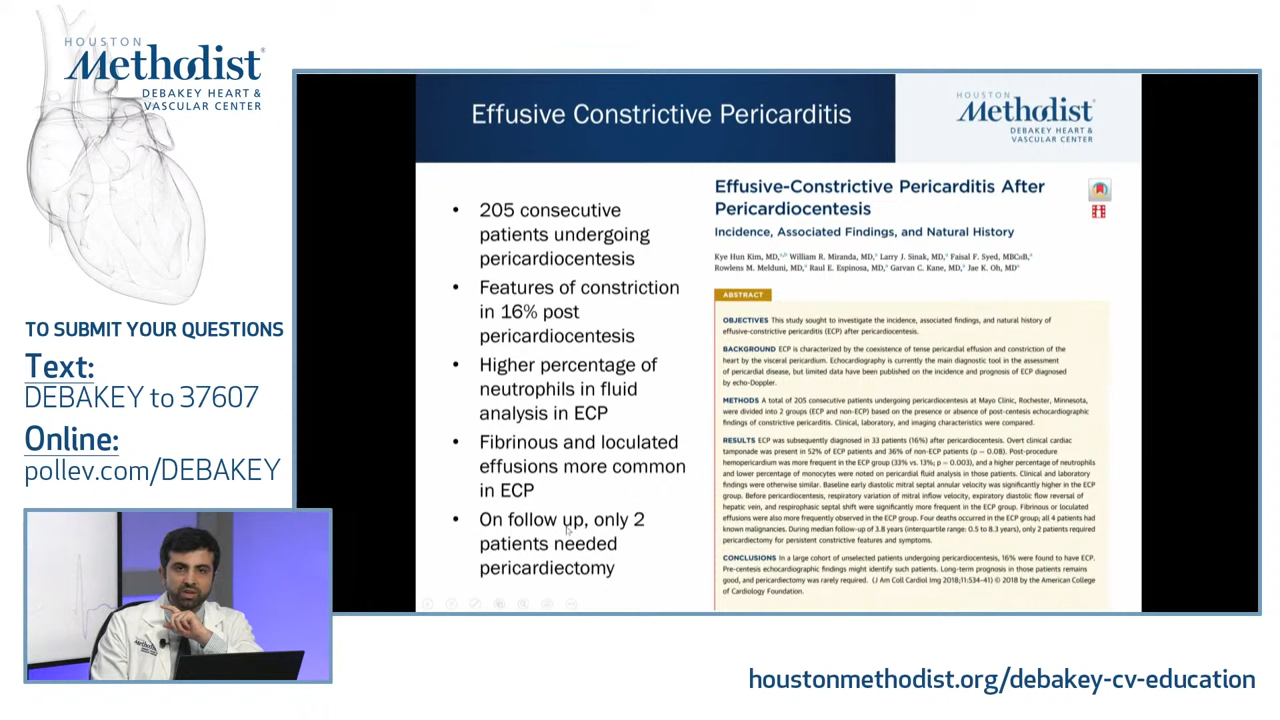 HOUSTON
Methodist®
DEBAKEY HEART &
VASCULAR CENTER
TO SUBMIT YOUR QUESTIONS
Text:
DEBAKEY to 37607
Online:
pollev.com/DEBAKEY
Effusive Constrictive Pericarditis
HOUSTON
Methodist®
DEBAKEY HEART &
VASCULAR CENTER
• 205 consecutive
patients undergoing
pericardiocentesis
• Features of constriction
in 16% post
pericardiocentesis
• Higher percentage of
neutrophils in fluid
analysis in ECP
• Fibrinous and loculated
effusions more common
in ECP
• On follow up, only 2
patients needed
pericardiectomy
Effusive-Constrictive Pericarditis After
Pericardiocentesis
Incidence, Associated Findings, and Natural History
Kye Hun Kim, MD,a,b William R. Miranda, MD,a Larry J. Sinak, MD,a Faisal F. Syed, MBCHB,a
Rowlens M. Melduni, MD,a Raul E. Espinosa, MD,a Garvan C. Kane, MD,a Jae K. Oh, MDa
ABSTRACT
OBJECTIVES This study sought to investigate the incidence, associated findings, and natural history of
effusive-constrictive pericarditis (ECP) after pericardiocentesis.
BACKGROUND ECP is characterized by the coexistence of tense pericardial effusion and constriction of the
heart by the visceral pericardium. Echocardiography is currently the main diagnostic tool in the assessment
of pericardial disease, but limited data have been published on the incidence and prognosis of ECP diagnosed
by echo-Doppler.
METHODS A total of 205 consecutive patients undergoing pericardiocentesis at Mayo Clinic, Rochester, Minnesota,
were divided into 2 groups (ECP and non-ECP) based on the presence or absence of post-centesis echocardiographic
findings of constrictive pericarditis. Clinical, laboratory, and imaging characteristics were compared.
RESULTS ECP was subsequently diagnosed in 33 patients (16%) after pericardiocentesis. Overt clinical cardiac
tamponade was present in 52% of ECP patients and 36% of non-ECP patients (p = 0.08). Post-procedure
hemopericardium was more frequent in the ECP group (33% vs. 13%; p = 0.003), and a higher percentage of neutrophils
and lower percentage of monocytes were noted on pericardial fluid analysis in those patients. Clinical and laboratory
findings were otherwise similar. Baseline early diastolic mitral septal annular velocity was significantly higher in the ECP
group. Before pericardiocentesis, respiratory variation of mitral inflow velocity, expiratory diastolic flow reversal of
hepatic vein, and respirophasic septal shift were significantly more frequent in the ECP group. Fibrinous or loculated
effusions were also more frequently observed in the ECP group. Four deaths occurred in the ECP group; all 4 patients had
known malignancies. During median follow-up of 3.8 years (interquartile range: 0.5 to 8.3 years), only 2 patients required
pericardiectomy for persistent constrictive features and symptoms.
CONCLUSIONS In a large cohort of unselected patients undergoing pericardiocentesis, 16% were found to have ECP.
Pre-centesis echocardiographic findings might identify such patients. Long-term prognosis in those patients remains
good, and pericardiectomy was rarely required. (J Am Coll Cardiol Img 2018;11:534–41) © 2018 by the American College
of Cardiology Foundation.
Methodist
houstonmethodist.org/debakey-cv-education